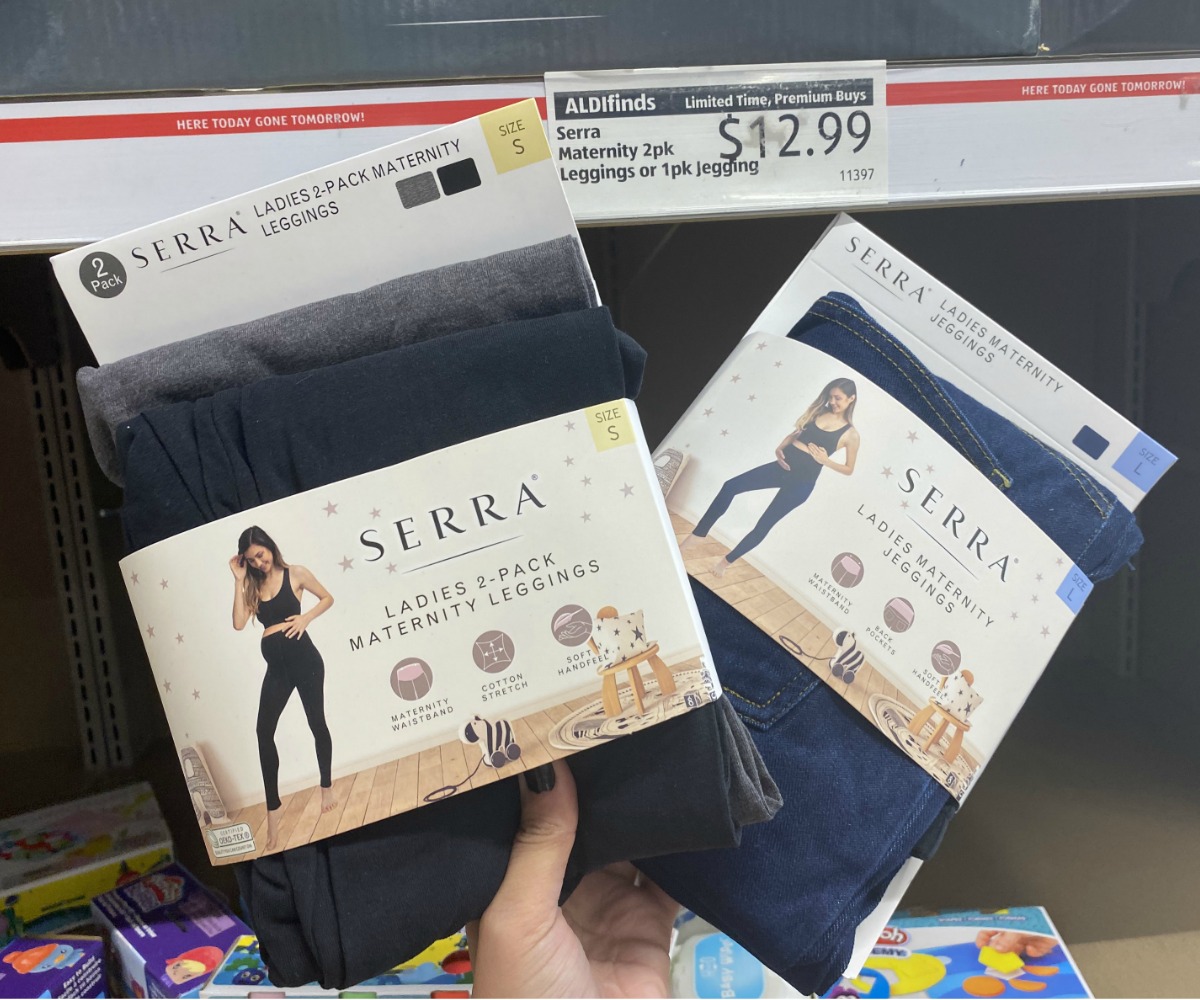 HERE TODAY GONE TOMORROW!
ALDIfinds Limited Time, Premium Buys
Serra
Maternity 2pk
Leggings or 1pk Jegging
$12.99
11397
HERE TODAY GONE TOMORROW!
2
Pack
SERRA®
LADIES 2-PACK MATERNITY
LEGGINGS
SIZE
S
SIZE
S
SERRA®
LADIES 2-PACK
MATERNITY LEGGINGS
MATERNITY
WAISTBAND
COTTON
STRETCH
SOFT
HANDFEEL
CERTIFIED
OEKO-TEX®
SERRA®
LADIES MATERNITY
JEGGINGS
SIZE
L
SERRA®
LADIES MATERNITY
JEGGINGS
SIZE
L
MATERNITY
WAISTBAND
BACK
POCKETS
SOFT
HANDFEEL